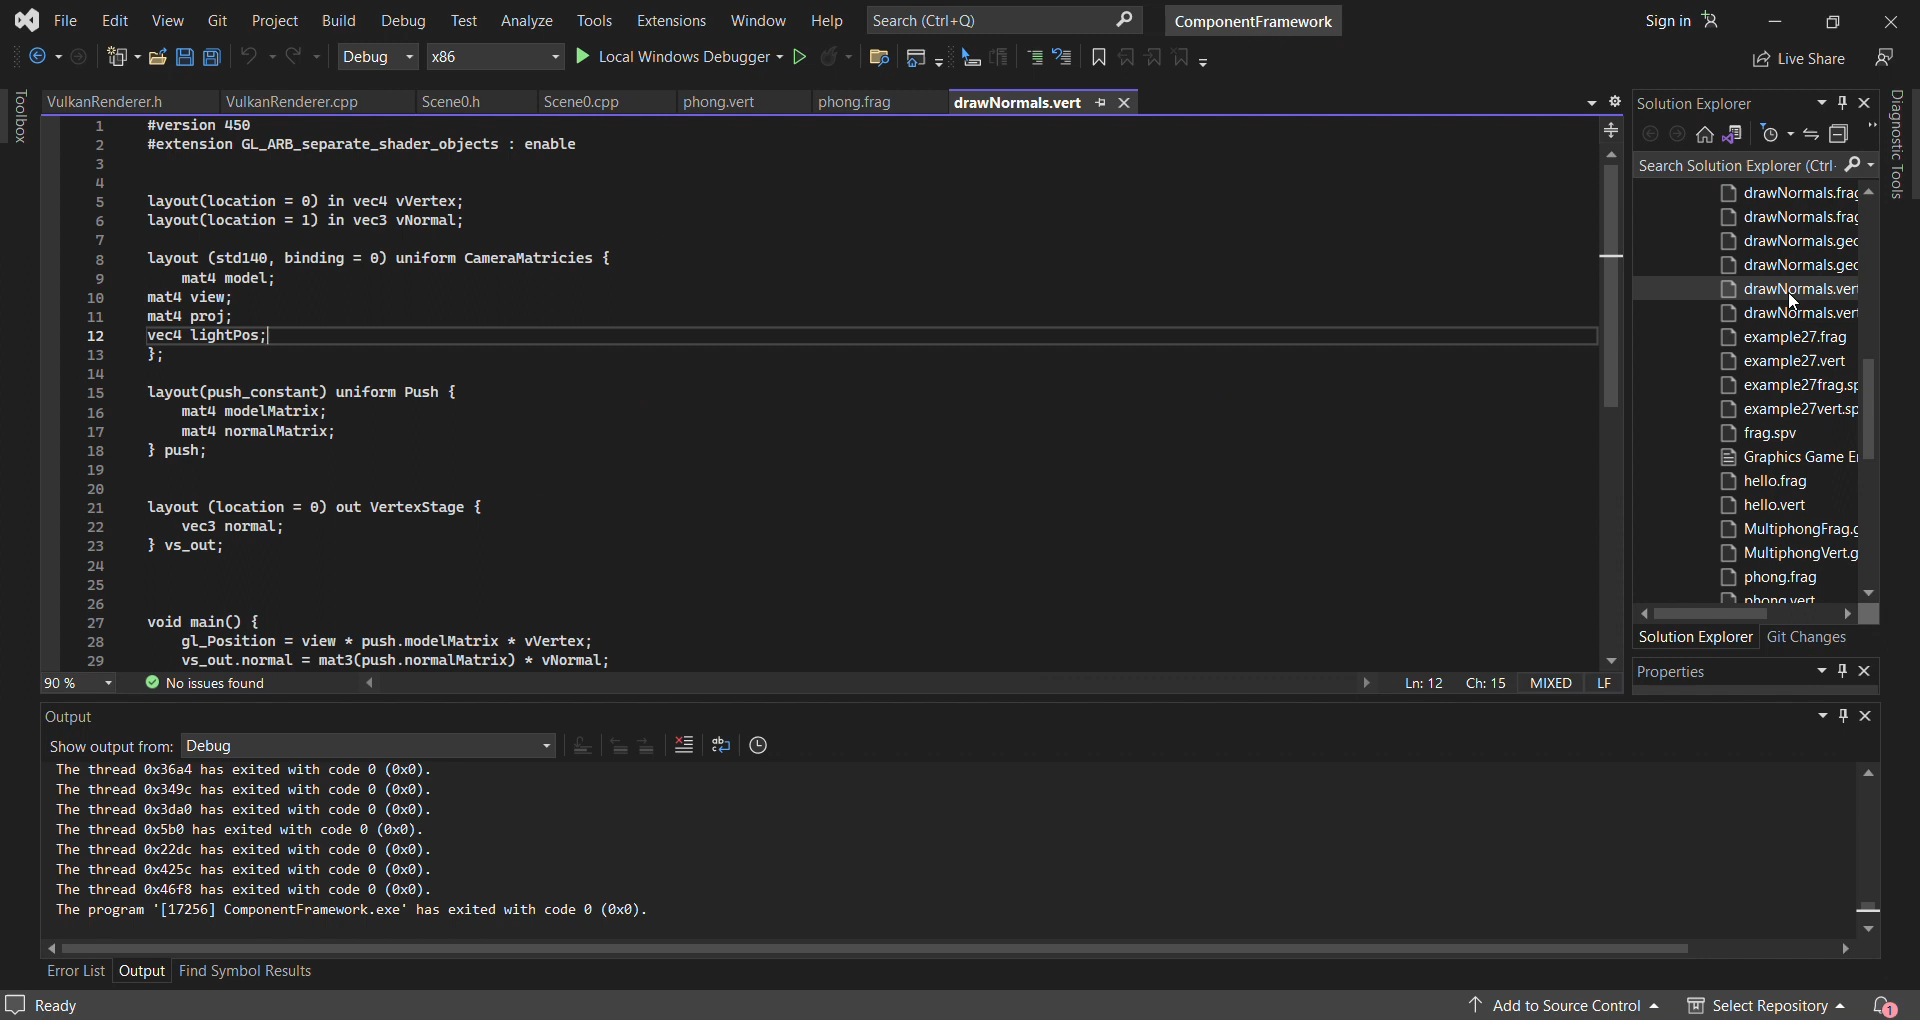 File Edit View Git Project Build Debug Test Analyze Tools Extensions Window Help Search (Ctrl+Q) ComponentFramework Sign in
Debug x86 Local Windows Debugger Live Share
Toolbox
VulkanRenderer.h VulkanRenderer.cpp Scene0.h Scene0.cpp phong.vert phong.frag drawNormals.vert
1 #version 450
2 #extension GL_ARB_separate_shader_objects : enable
3
4
5 layout(location = 0) in vec4 vVertex;
6 layout(location = 1) in vec3 vNormal;
7
8 layout (std140, binding = 0) uniform CameraMatricies {
9 mat4 model;
10 mat4 view;
11 mat4 proj;
12 vec4 lightPos;
13 };
14
15 layout(push_constant) uniform Push {
16 mat4 modelMatrix;
17 mat4 normalMatrix;
18 } push;
19
20
21 layout (location = 0) out VertexStage {
22 vec3 normal;
23 } vs_out;
24
25
26
27 void main() {
28 gl_Position = view * push.modelMatrix * vVertex;
29 vs_out.normal = mat3(push.normalMatrix) * vNormal;
90 % No issues found Ln: 12 Ch: 15 MIXED LF
Solution Explorer
Search Solution Explorer (Ctrl
drawNormals.frag
drawNormals.frag
drawNormals.geo
drawNormals.geo
drawNormals.vert
drawNormals.vert
example27.frag
example27.vert
example27frag.sp
example27vert.sp
frag.spv
Graphics Game E
hello.frag
hello.vert
MultiphongFrag.g
MultiphongVert.g
phong.frag
phong.vert
Solution Explorer Git Changes
Properties
Diagnostic Tools
Output
Show output from: Debug
The thread 0x36a4 has exited with code 0 (0x0).
The thread 0x349c has exited with code 0 (0x0).
The thread 0x3da0 has exited with code 0 (0x0).
The thread 0x5b0 has exited with code 0 (0x0).
The thread 0x22dc has exited with code 0 (0x0).
The thread 0x425c has exited with code 0 (0x0).
The thread 0x46f8 has exited with code 0 (0x0).
The program '[17256] ComponentFramework.exe' has exited with code 0 (0x0).
Error List Output Find Symbol Results
Ready Add to Source Control Select Repository 1